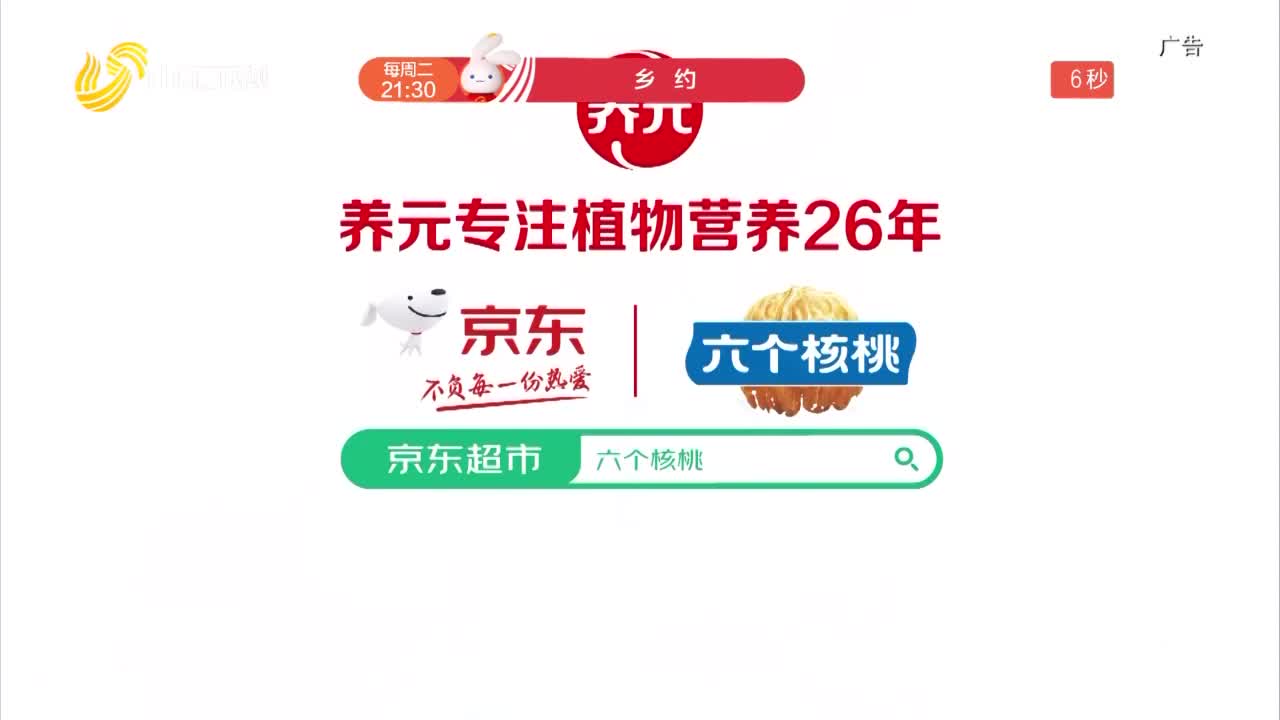 广告
每周二
21:30
乡约
6秒
养元
养元专注植物营养26年
京东
不负每一份热爱
六个核桃
京东超市
六个核桃